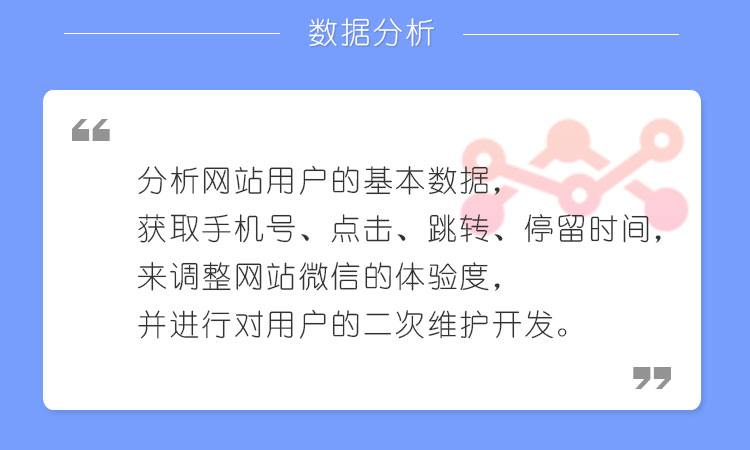 数据分析
分析网站用户的基本数据，
获取手机号、点击、跳转、停留时间，
来调整网站微信的体验度，
并进行对用户的二次维护开发。